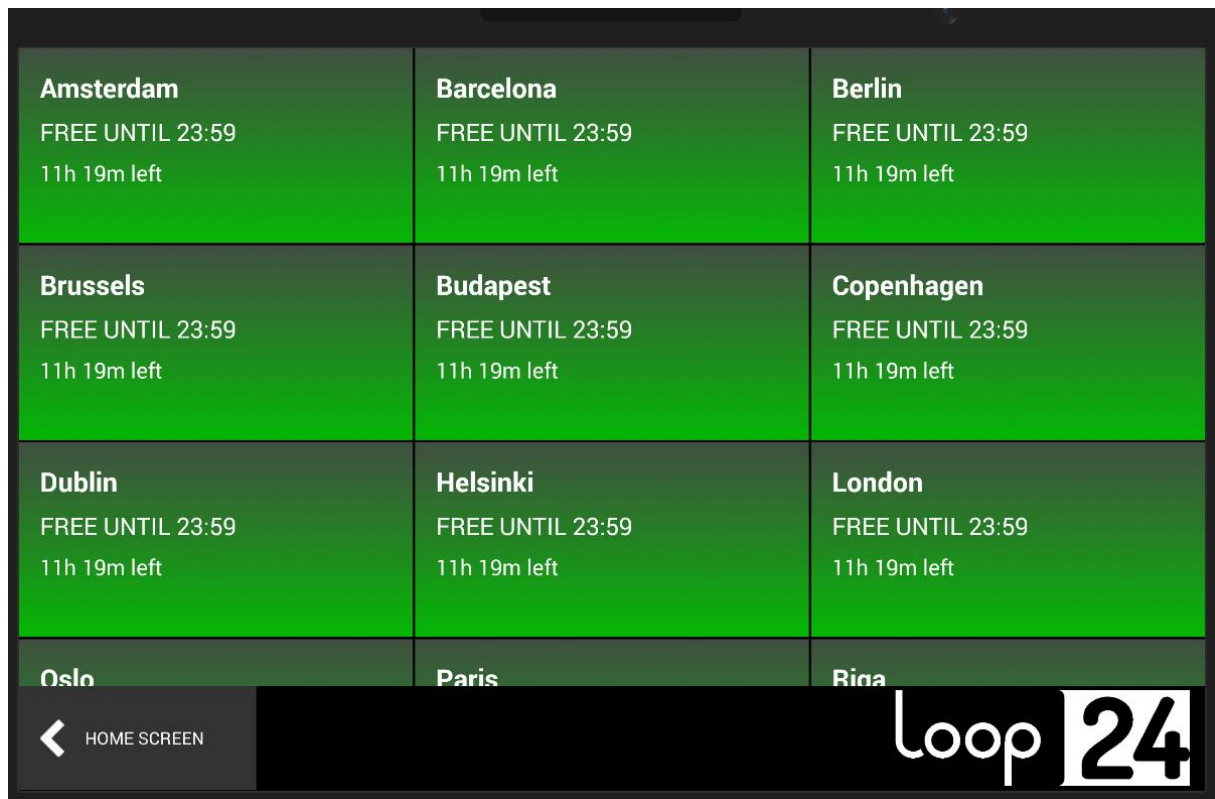 Amsterdam
FREE UNTIL 23:59
11h 19m left
Barcelona
FREE UNTIL 23:59
11h 19m left
Berlin
FREE UNTIL 23:59
11h 19m left
Brussels
FREE UNTIL 23:59
11h 19m left
Budapest
FREE UNTIL 23:59
11h 19m left
Copenhagen
FREE UNTIL 23:59
11h 19m left
Dublin
FREE UNTIL 23:59
11h 19m left
Helsinki
FREE UNTIL 23:59
11h 19m left
London
FREE UNTIL 23:59
11h 19m left
Oslo
Paris
Riga
HOME SCREEN
Loop 24